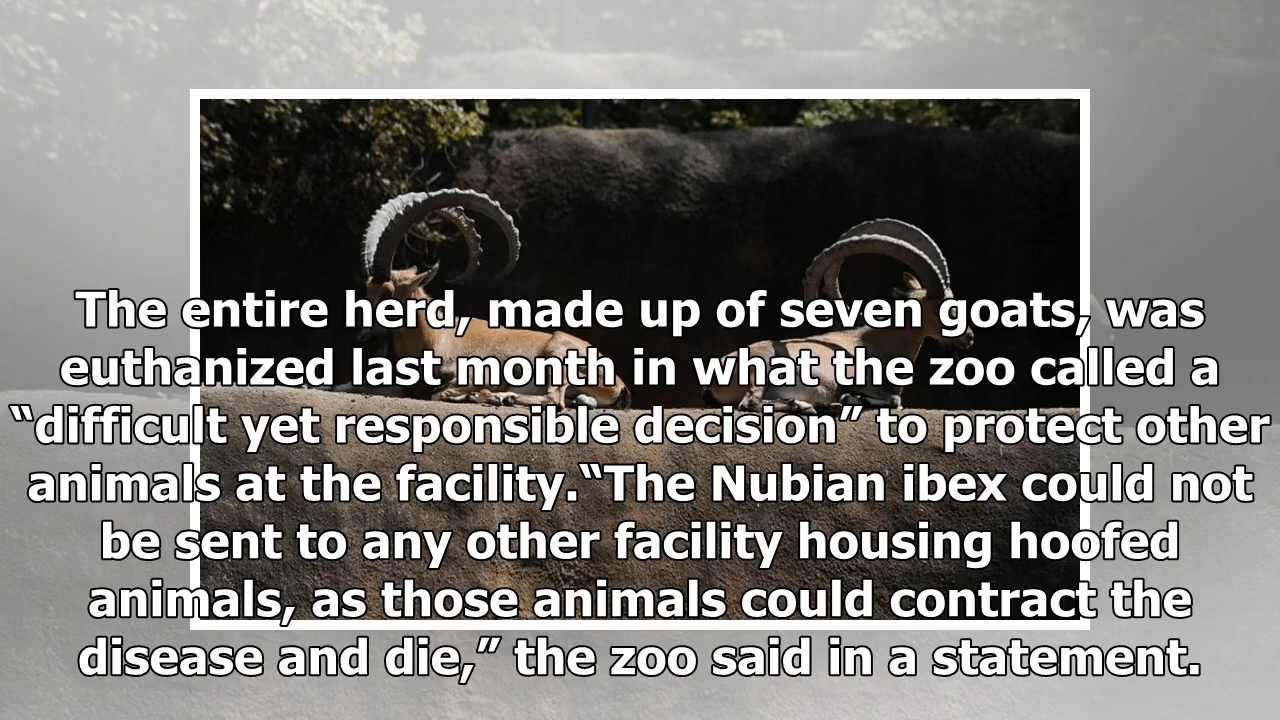 The entire herd, made up of seven goats, was
euthanized last month in what the zoo called a
“difficult yet responsible decision” to protect other
animals at the facility.“The Nubian ibex could not
be sent to any other facility housing hoofed
animals, as those animals could contract the
disease and die,” the zoo said in a statement.